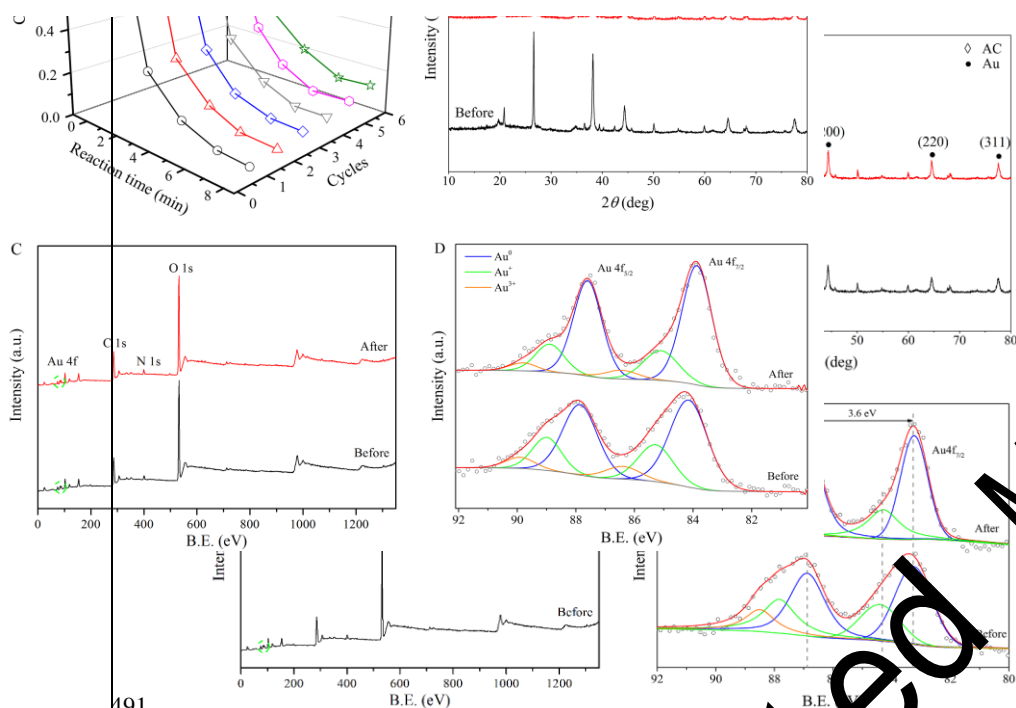 C
0.4
0.2
0.0
0
2
4
6
8
Reaction time (min)
0
1
2
3
4
5
6
Cycles
Intensity (
Before
10 20 30 40 50 60 70 80
2θ (deg)
◊ AC
● Au
200)
(220)
(311)
50 60 70 80
(deg)
C
Intensity (a.u.)
O 1s
C 1s
Au 4f
N 1s
After
Before
0 200 400 600 800 1000 1200
B.E. (eV)
D
Intensity (a.u.)
Au⁰
Au⁺
Au³⁺
Au 4f5/2
Au 4f7/2
After
Before
92 90 88 86 84 82
B.E. (eV)
3.6 eV
Au4f7/2
After
Before
Inter
Before
0 200 400 600 800 1000 1200
B.E. (eV)
Inten
92 90 88 86 84 82 80
B.E. (eV)
491